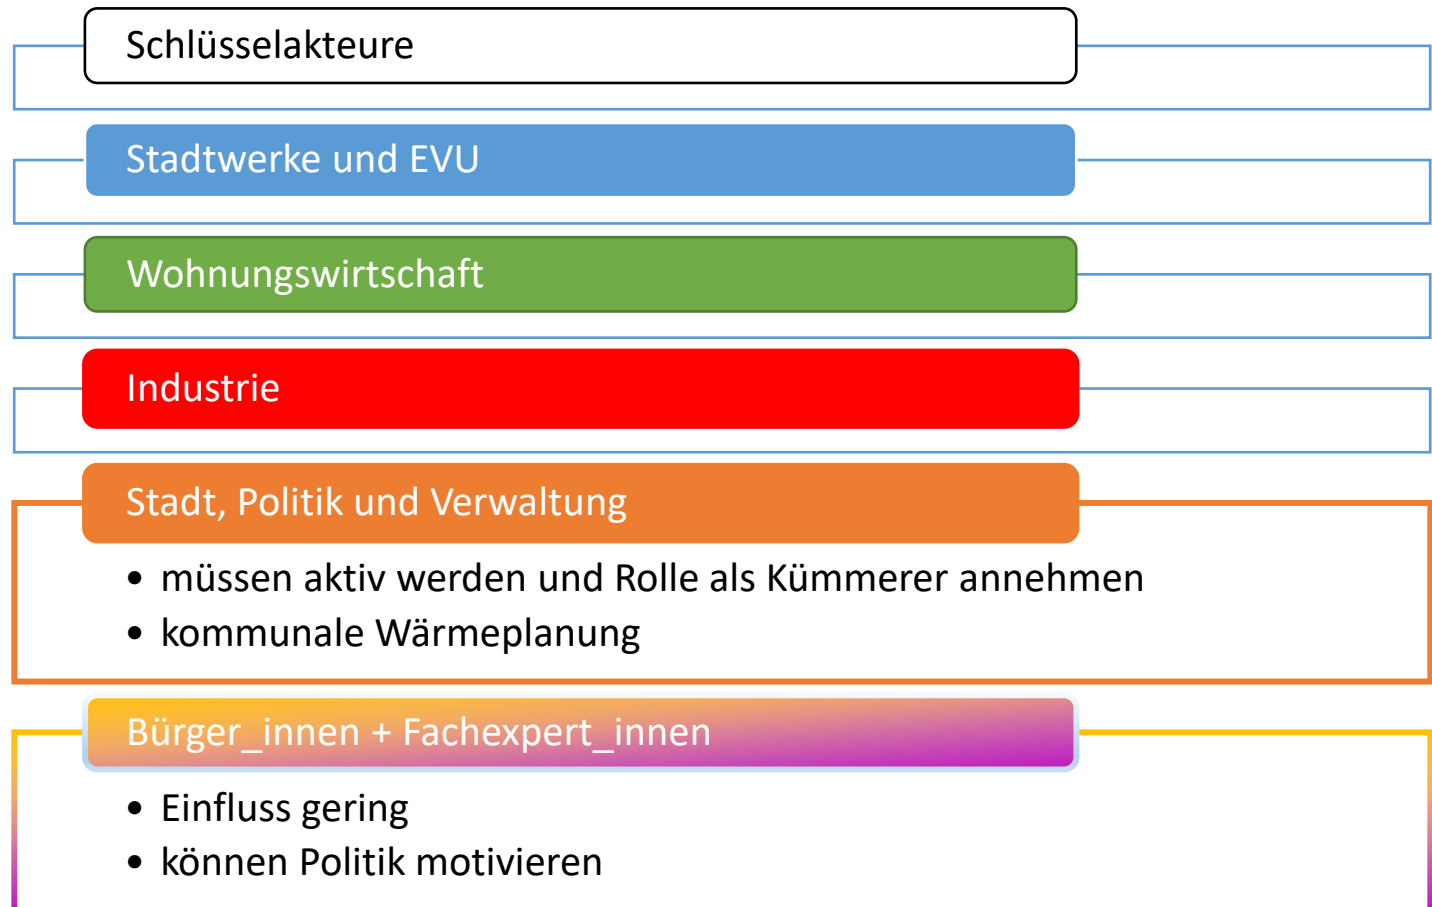 Schlüsselakteure
Stadtwerke und EVU
Wohnungswirtschaft
Industrie
Stadt, Politik und Verwaltung
• müssen aktiv werden und Rolle als Kümmerer annehmen
• kommunale Wärmeplanung
Bürger_innen + Fachexpert_innen
• Einfluss gering
• können Politik motivieren